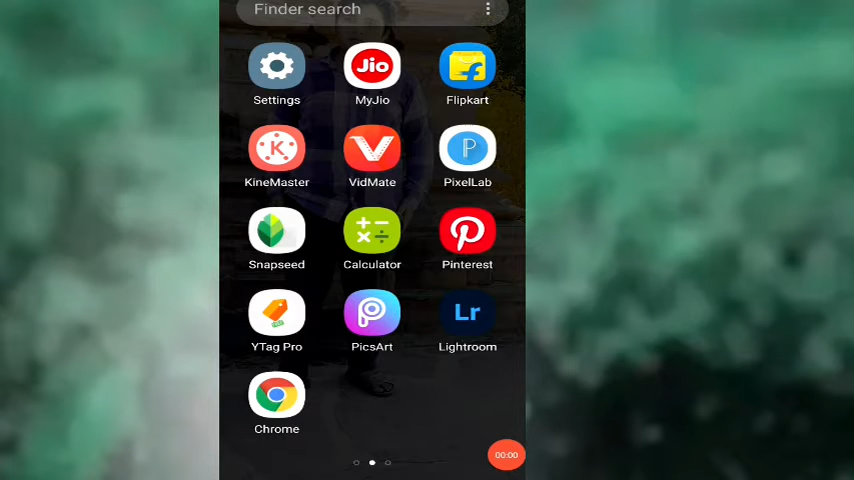 Finder search
Jio
Settings MyJio Flipkart
K P
KineMaster VidMate PixelLab
Snapseed Calculator Pinterest
Lr
YTag Pro PicsArt Lightroom
Chrome
00:00